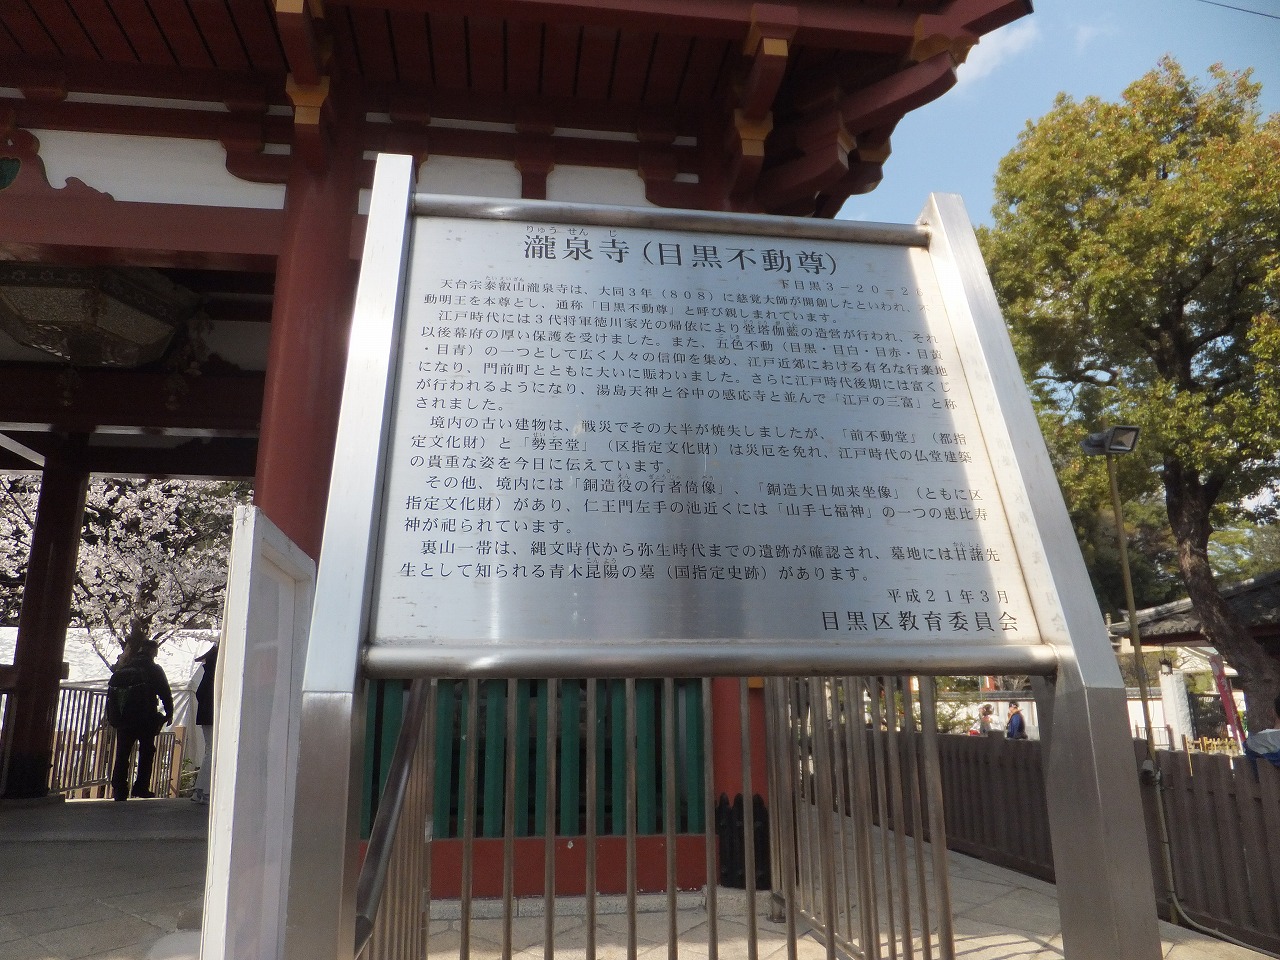 りゅう せん じ
瀧泉寺(目黒不動尊)
下目黒3-20-2
たいえいざん
天台宗泰叡山瀧泉寺は、大同3年(808)に慈覚大師が開創したといわれ、不
動明王を本尊とし、通称「目黒不動尊」と呼び親しまれています。
江戸時代には3代将軍徳川家光の帰依により堂塔伽藍の造営が行われ、それ
以後幕府の厚い保護を受けました。また、五色不動(目黒・目白・目赤・目黄
・目青)の一つとして広く人々の信仰を集め、江戸近郊における有名な行楽地
になり、門前町とともに大いに賑わいました。さらに江戸時代後期には富くじ
が行われるようになり、湯島天神と谷中の感応寺と並んで「江戸の三富」と称
されました。
境内の古い建物は、戦災でその大半が焼失しましたが、「前不動堂」(都指
定文化財)と「勢至堂」(区指定文化財)は災厄を免れ、江戸時代の仏堂建築
の貴重な姿を今日に伝えています。
その他、境内には「銅造役の行者倚像」、「銅造大日如来坐像」(ともに区
指定文化財)があり、仁王門左手の池近くには「山手七福神」の一つの恵比寿
神が祀られています。
裏山一帯は、縄文時代から弥生時代までの遺跡が確認され、墓地には甘藷先
生として知られる青木昆陽の墓(国指定史跡)があります。
平成21年3月
目黒区教育委員会